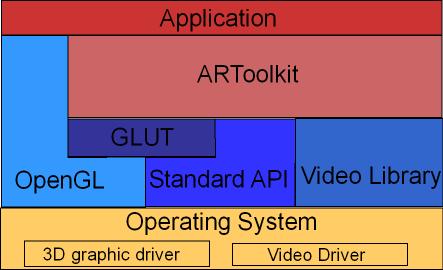 Application
ARToolkit
GLUT
OpenGL
Standard API
Video Library
Operating System
3D graphic driver
Video Driver